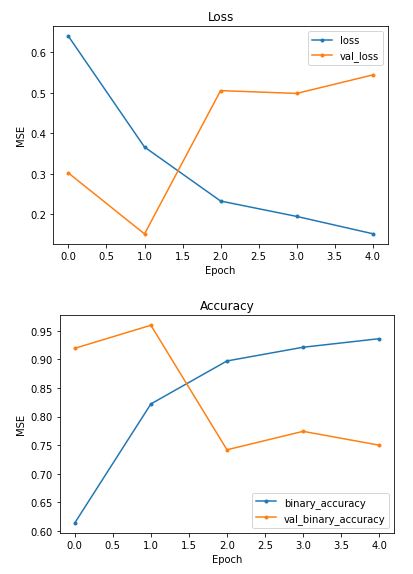 Loss
loss
val_loss
0.6
0.5
0.4
0.3
0.2
MSE
0.0 0.5 1.0 1.5 2.0 2.5 3.0 3.5 4.0
Epoch
Accuracy
0.95
0.90
0.85
0.80
0.75
0.70
0.65
0.60
MSE
binary_accuracy
val_binary_accuracy
0.0 0.5 1.0 1.5 2.0 2.5 3.0 3.5 4.0
Epoch